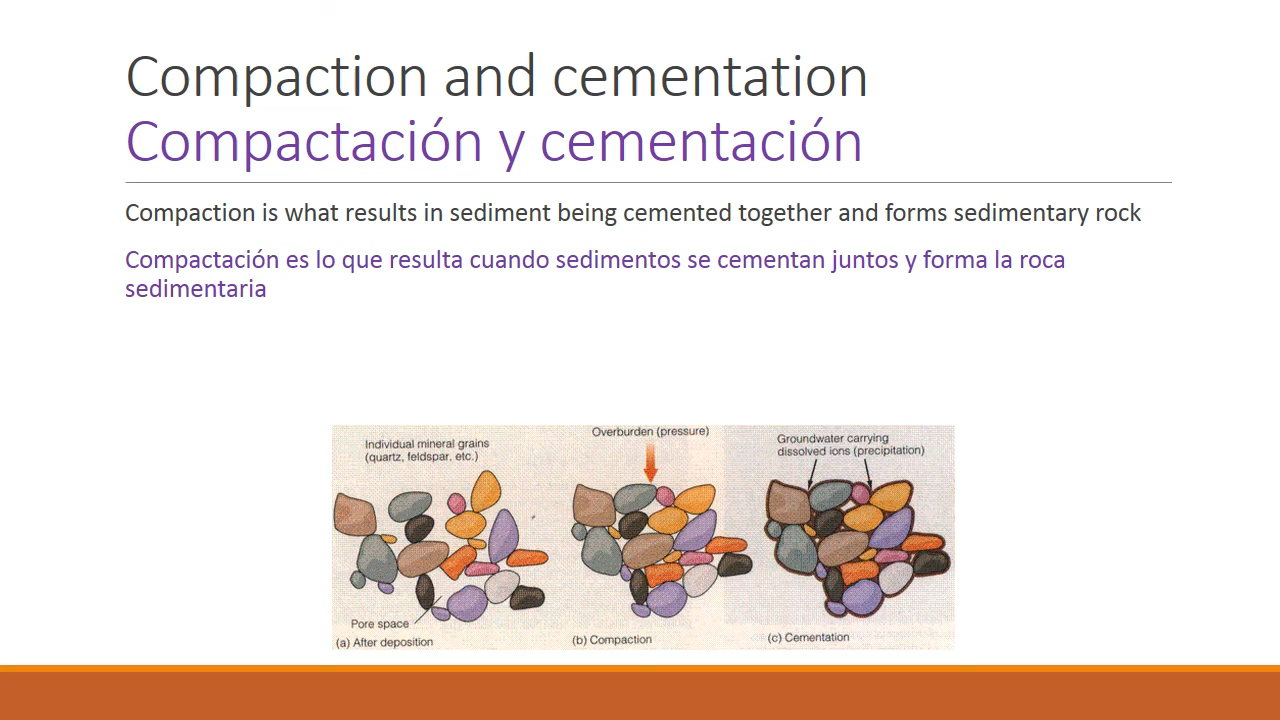 Compaction and cementation
Compactación y cementación
Compaction is what results in sediment being cemented together and forms sedimentary rock
Compactación es lo que resulta cuando sedimentos se cementan juntos y forma la roca
sedimentaria
Individual mineral grains
(quartz, feldspar, etc.)
Pore space
(a) After deposition
Overburden (pressure)
(b) Compaction
Groundwater carrying
dissolved ions (precipitation)
(c) Cementation